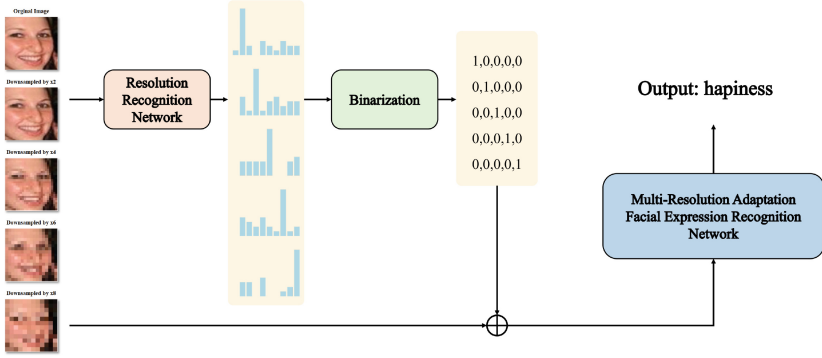 Orginal Image
Downsampled by x2
Downsampled by x4
Downsampled by x6
Downsampled by x8
Resolution
Recognition
Network
Binarization
1,0,0,0,0
0,1,0,0,0
0,0,1,0,0
0,0,0,1,0
0,0,0,0,1
Output: hapiness
Multi-Resolution Adaptation
Facial Expression Recognition
Network